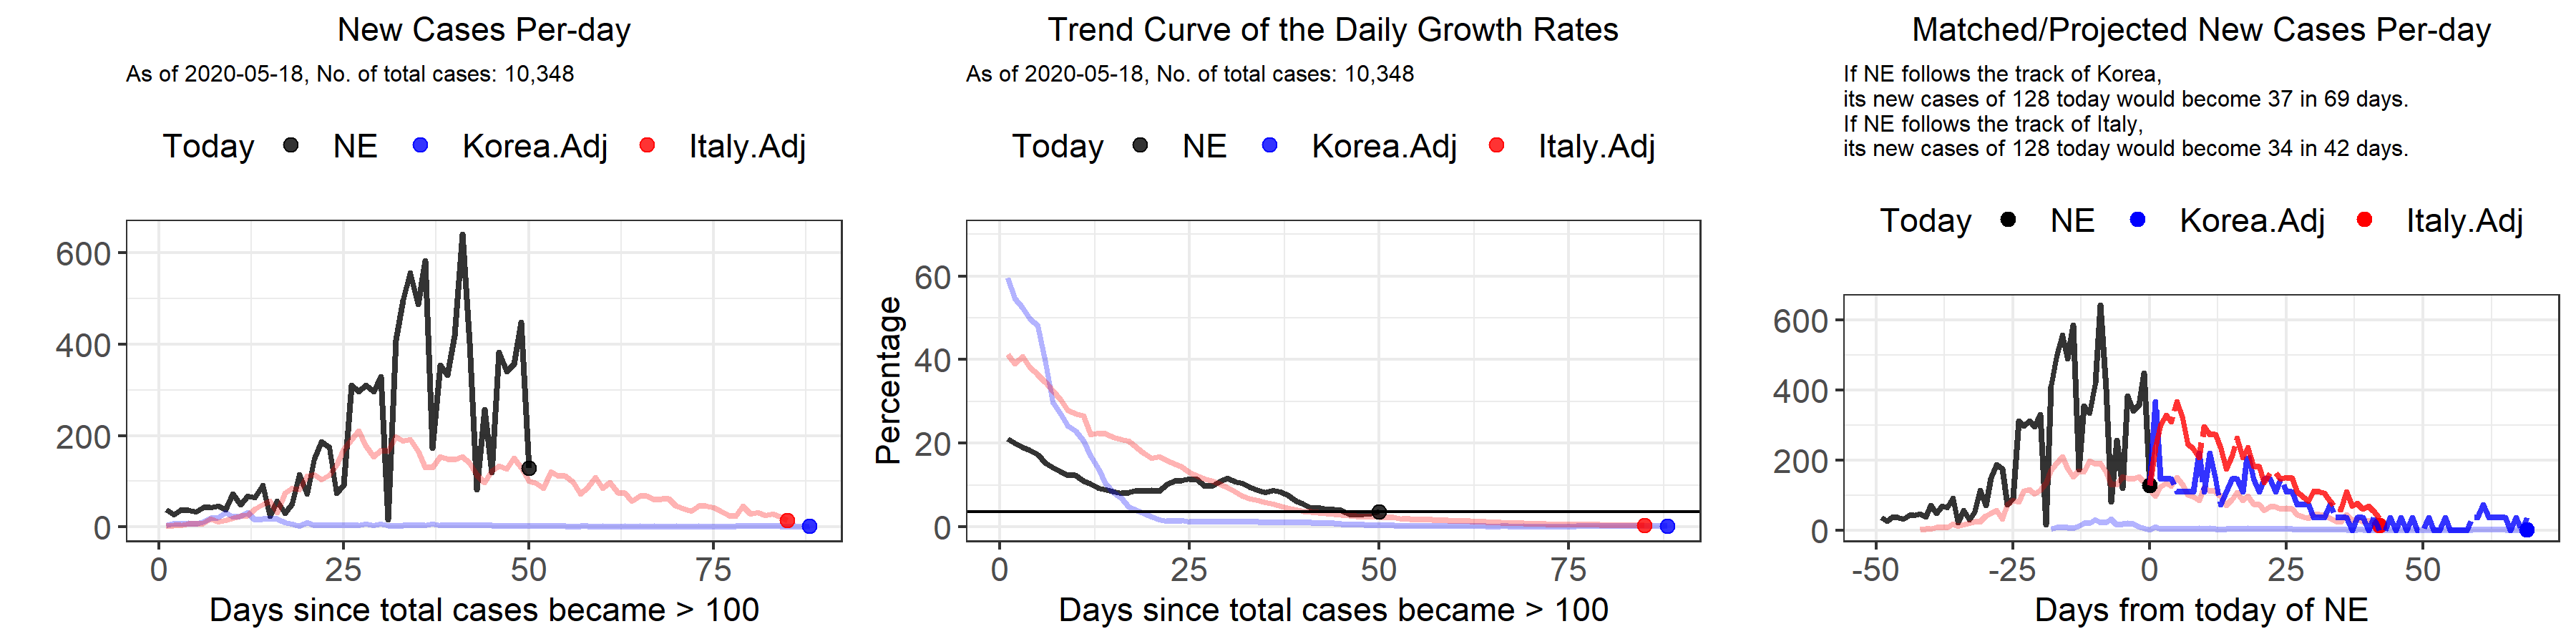 New Cases Per-day
As of 2020-05-18, No. of total cases: 10,348
Today NE Korea.Adj Italy.Adj
600
400
200
0
0 25 50 75
Days since total cases became > 100
Trend Curve of the Daily Growth Rates
As of 2020-05-18, No. of total cases: 10,348
Today NE Korea.Adj Italy.Adj
Percentage
60
40
20
0
0 25 50 75
Days since total cases became > 100
Matched/Projected New Cases Per-day
If NE follows the track of Korea,
its new cases of 128 today would become 37 in 69 days.
If NE follows the track of Italy,
its new cases of 128 today would become 34 in 42 days.
Today NE Korea.Adj Italy.Adj
600
400
200
0
-50 -25 0 25 50
Days from today of NE